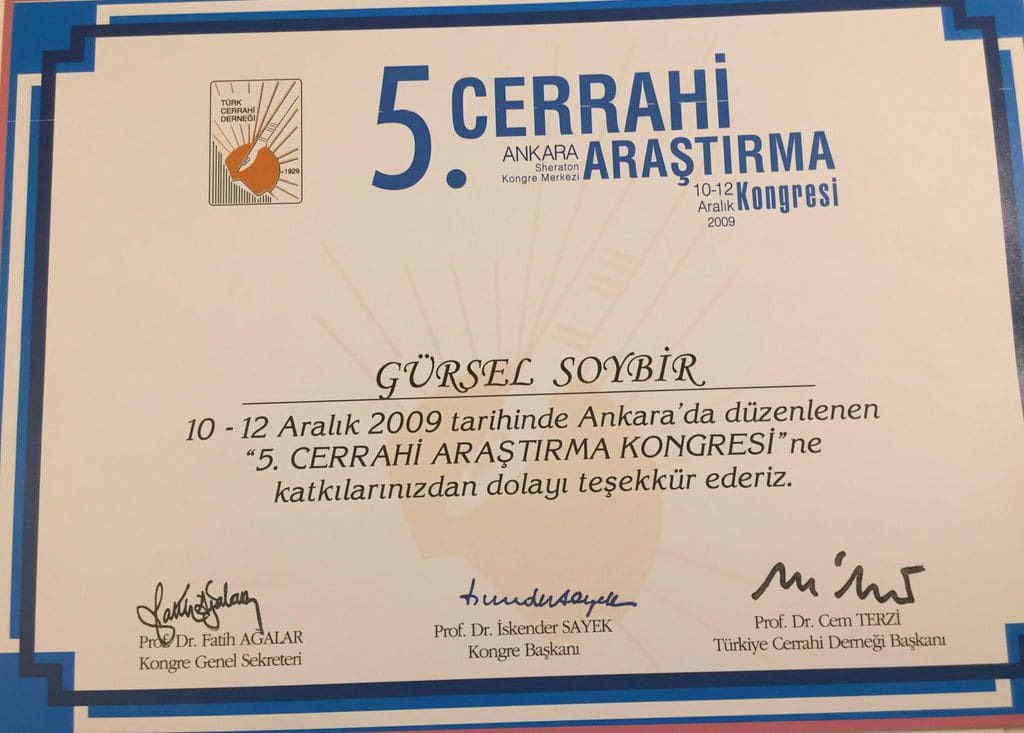 TÜRK
CERRAHİ
DERNEĞİ
-1929
5. CERRAHİ
ANKARA
Sheraton
Kongre Merkezi
ARAŞTIRMA
10-12
Aralık
2009
Kongresi
GÜRSEL SOYBİR
10 - 12 Aralık 2009 tarihinde Ankara'da düzenlenen
"5. CERRAHİ ARAŞTIRMA KONGRESİ"ne
katkılarınızdan dolayı teşekkür ederiz.
Prof. Dr. Fatih AĞALAR
Kongre Genel Sekreteri
Prof. Dr. İskender SAYEK
Kongre Başkanı
Prof. Dr. Cem TERZİ
Türkiye Cerrahi Derneği Başkanı